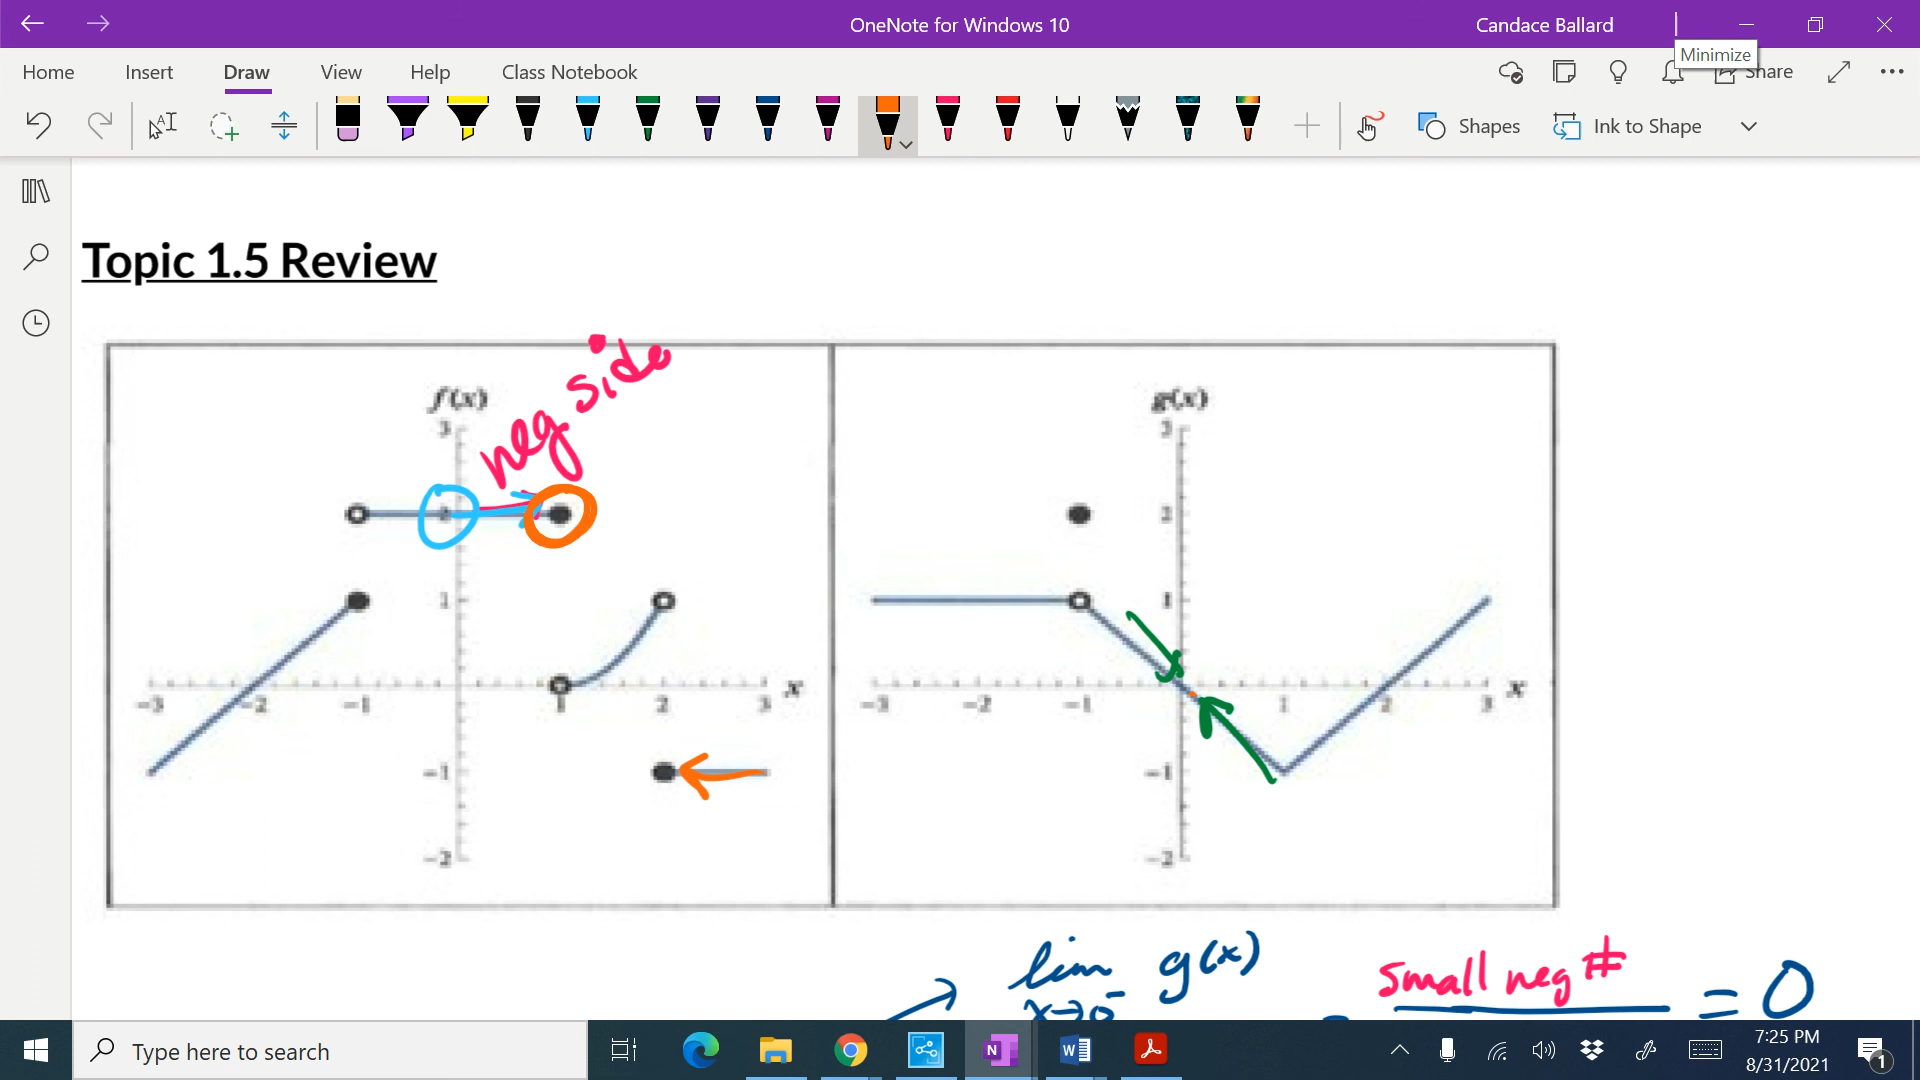 OneNote for Windows 10
Candace Ballard
Minimize
Home Insert Draw View Help Class Notebook Share
Shapes Ink to Shape
Topic 1.5 Review
neg side
f(x)
3
2
1
-3 -2 -1 1 2 3 x
-1
-2
g(x)
3
2
1
-3 -2 -1 1 2 3 x
-1
-2
lim g(x)
x→0⁻
= small neg # = 0
Type here to search
7:25 PM
8/31/2021
1